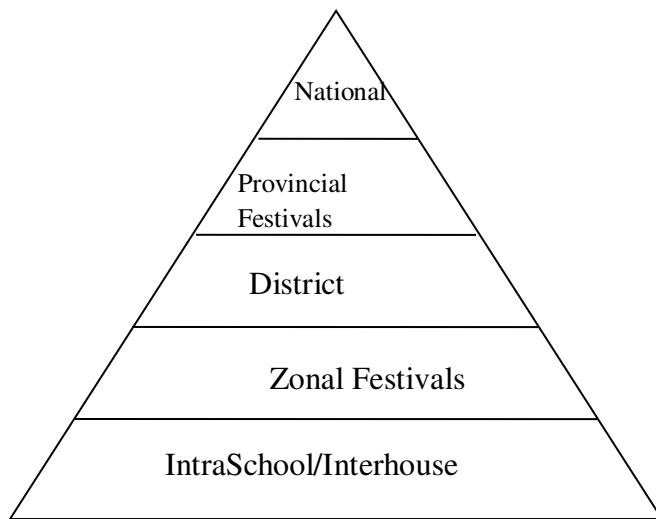 National
Provincial
Festivals
District
Zonal Festivals
IntraSchool/Interhouse